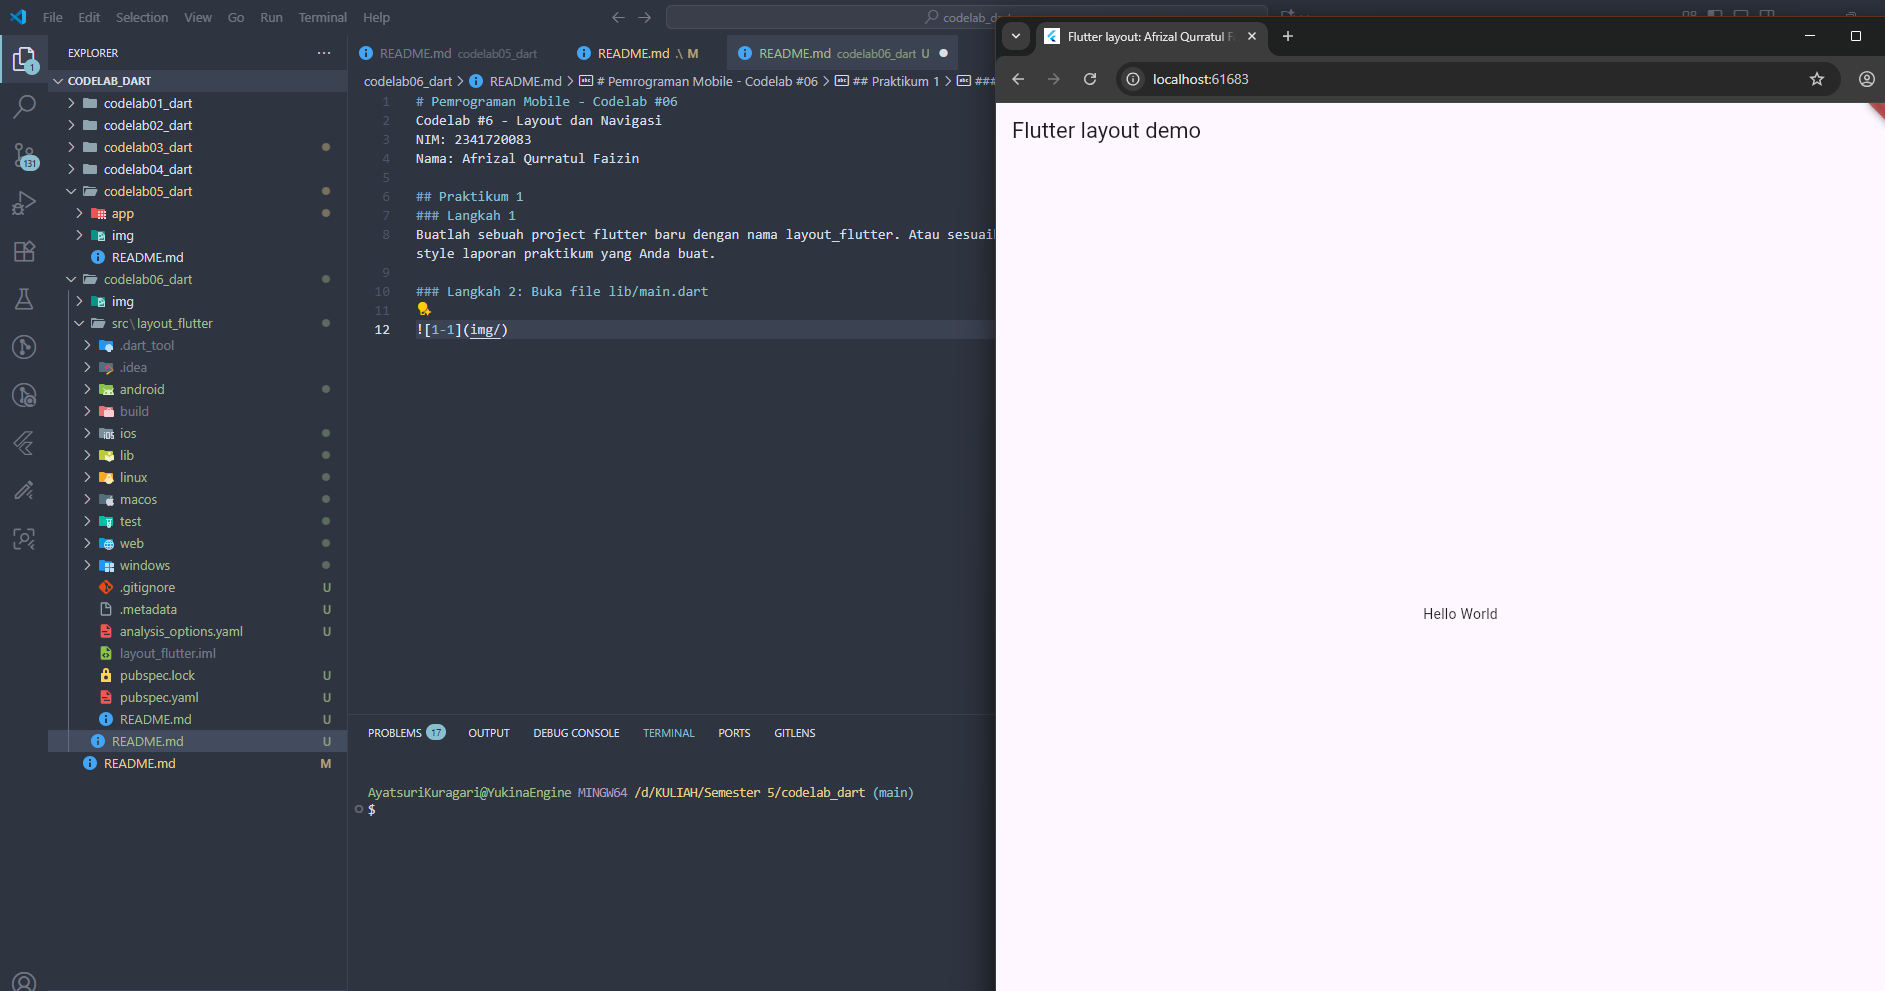 File Edit Selection View Go Run Terminal Help
codelab_d
EXPLORER
CODELAB_DART
codelab01_dart
codelab02_dart
codelab03_dart
codelab04_dart
codelab05_dart
app
img
README.md
codelab06_dart
img
src\layout_flutter
.dart_tool
.idea
android
build
ios
lib
linux
macos
test
web
windows
.gitignore U
.metadata U
analysis_options.yaml U
layout_flutter.iml
pubspec.lock U
pubspec.yaml U
README.md U
README.md U
README.md M
1
131
README.md codelab05_dart
README.md .\ M
README.md codelab06_dart U
codelab06_dart > README.md > # Pemrograman Mobile - Codelab #06 > ## Praktikum 1 > ###
1 # Pemrograman Mobile - Codelab #06
2 Codelab #6 - Layout dan Navigasi
3 NIM: 2341720083
4 Nama: Afrizal Qurratul Faizin
5
6 ## Praktikum 1
7 ### Langkah 1
8 Buatlah sebuah project flutter baru dengan nama layout_flutter. Atau sesuai
style laporan praktikum yang Anda buat.
9
10 ### Langkah 2: Buka file lib/main.dart
11
12 ![1-1](img/)
PROBLEMS 17 OUTPUT DEBUG CONSOLE TERMINAL PORTS GITLENS
AyatsuriKuragari@YukinaEngine MINGW64 /d/KULIAH/Semester 5/codelab_dart (main)
$
Flutter layout: Afrizal Qurratul
localhost:61683
Flutter layout demo
Hello World